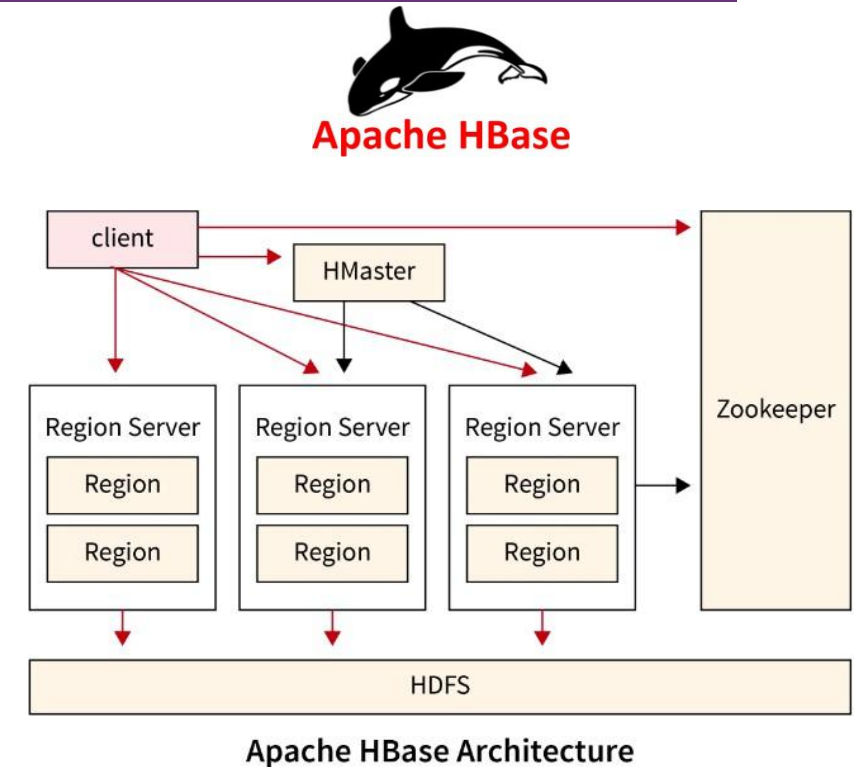 Apache HBase
client
HMaster
Zookeeper
Region Server
Region
Region
Region Server
Region
Region
Region Server
Region
Region
HDFS
Apache HBase Architecture